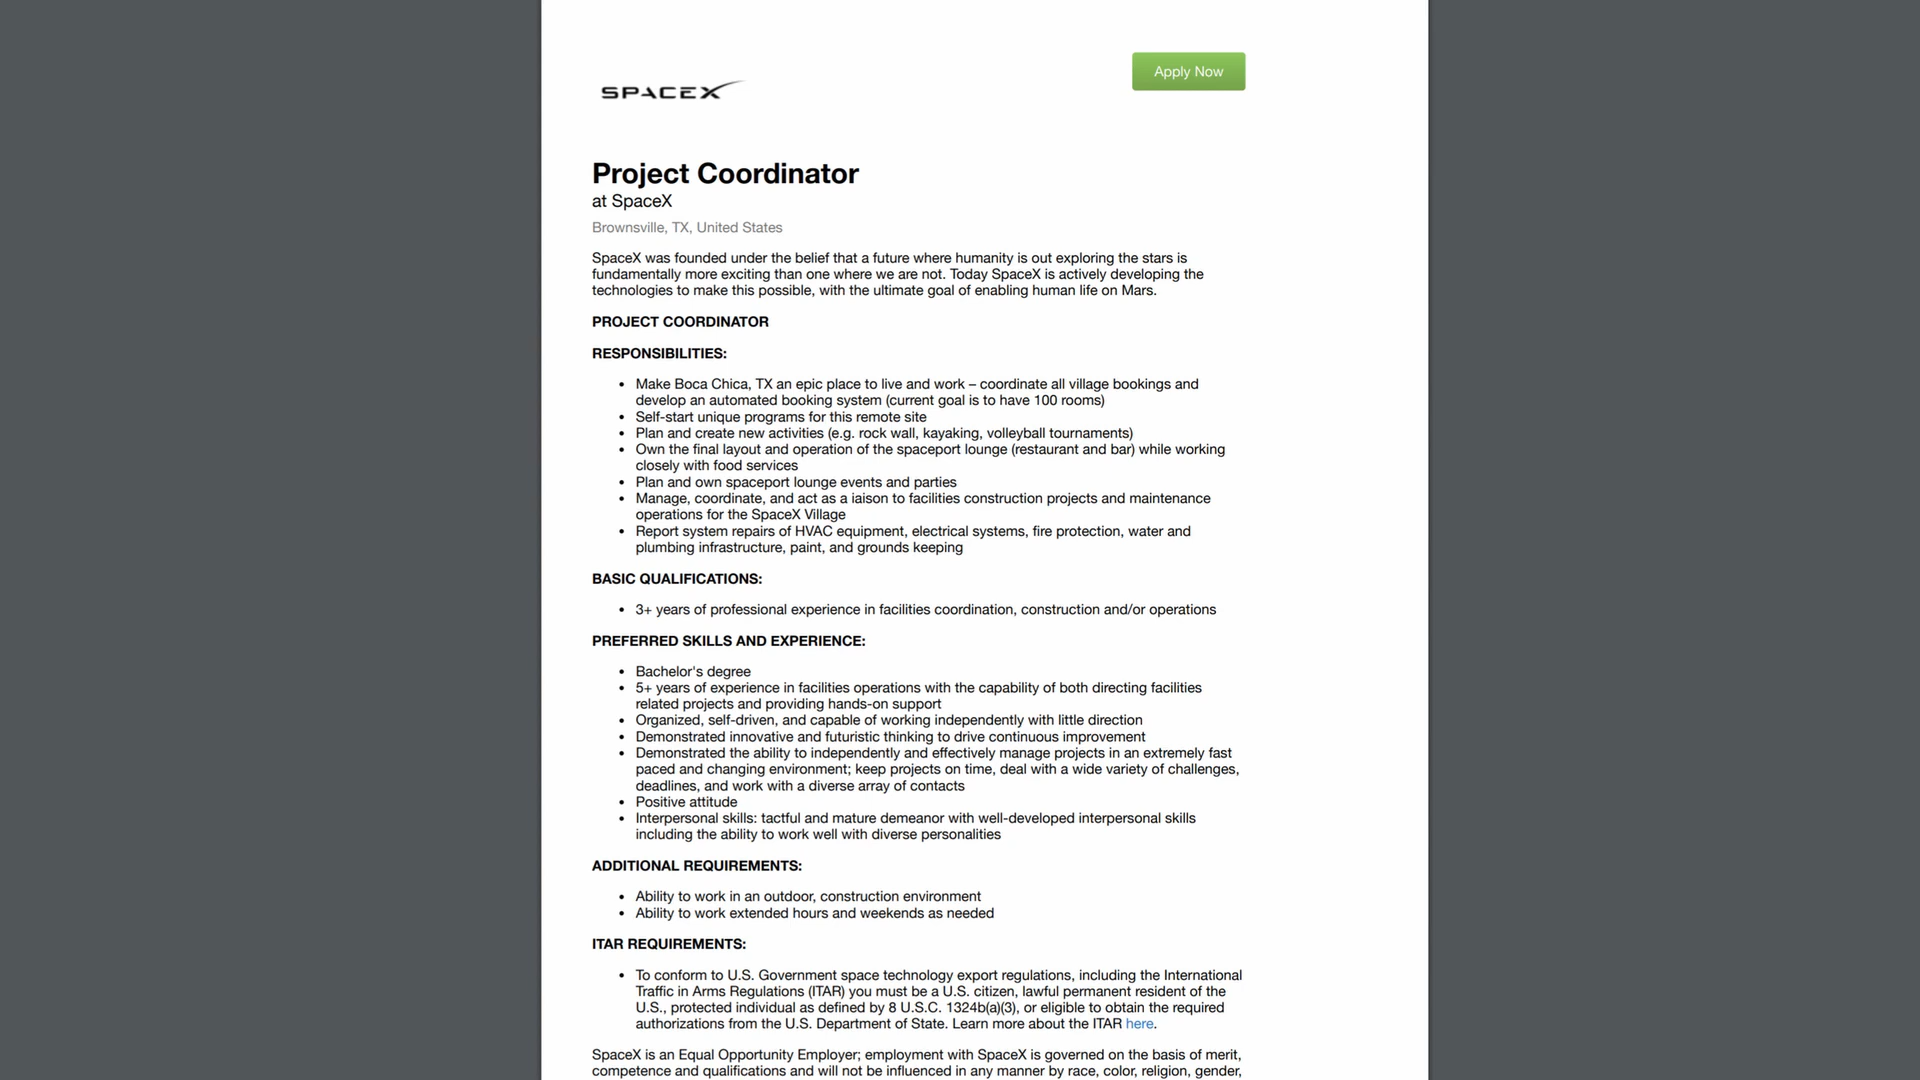 SPACEX
Apply Now
Project Coordinator
at SpaceX
Brownsville, TX, United States
SpaceX was founded under the belief that a future where humanity is out exploring the stars is
fundamentally more exciting than one where we are not. Today SpaceX is actively developing the
technologies to make this possible, with the ultimate goal of enabling human life on Mars.
PROJECT COORDINATOR
RESPONSIBILITIES:
• Make Boca Chica, TX an epic place to live and work – coordinate all village bookings and
develop an automated booking system (current goal is to have 100 rooms)
• Self-start unique programs for this remote site
• Plan and create new activities (e.g. rock wall, kayaking, volleyball tournaments)
• Own the final layout and operation of the spaceport lounge (restaurant and bar) while working
closely with food services
• Plan and own spaceport lounge events and parties
• Manage, coordinate, and act as a iaison to facilities construction projects and maintenance
operations for the SpaceX Village
• Report system repairs of HVAC equipment, electrical systems, fire protection, water and
plumbing infrastructure, paint, and grounds keeping
BASIC QUALIFICATIONS:
• 3+ years of professional experience in facilities coordination, construction and/or operations
PREFERRED SKILLS AND EXPERIENCE:
• Bachelor's degree
• 5+ years of experience in facilities operations with the capability of both directing facilities
related projects and providing hands-on support
• Organized, self-driven, and capable of working independently with little direction
• Demonstrated innovative and futuristic thinking to drive continuous improvement
• Demonstrated the ability to independently and effectively manage projects in an extremely fast
paced and changing environment; keep projects on time, deal with a wide variety of challenges,
deadlines, and work with a diverse array of contacts
• Positive attitude
• Interpersonal skills: tactful and mature demeanor with well-developed interpersonal skills
including the ability to work well with diverse personalities
ADDITIONAL REQUIREMENTS:
• Ability to work in an outdoor, construction environment
• Ability to work extended hours and weekends as needed
ITAR REQUIREMENTS:
• To conform to U.S. Government space technology export regulations, including the International
Traffic in Arms Regulations (ITAR) you must be a U.S. citizen, lawful permanent resident of the
U.S., protected individual as defined by 8 U.S.C. 1324b(a)(3), or eligible to obtain the required
authorizations from the U.S. Department of State. Learn more about the ITAR here.
SpaceX is an Equal Opportunity Employer; employment with SpaceX is governed on the basis of merit,
competence and qualifications and will not be influenced in any manner by race, color, religion, gender,